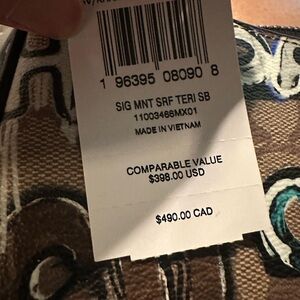 1 96395 08090 8
SIG MNT SRF TERI SB
11003466MX01
MADE IN VIETNAM
COMPARABLE VALUE
$398.00 USD
$490.00 CAD